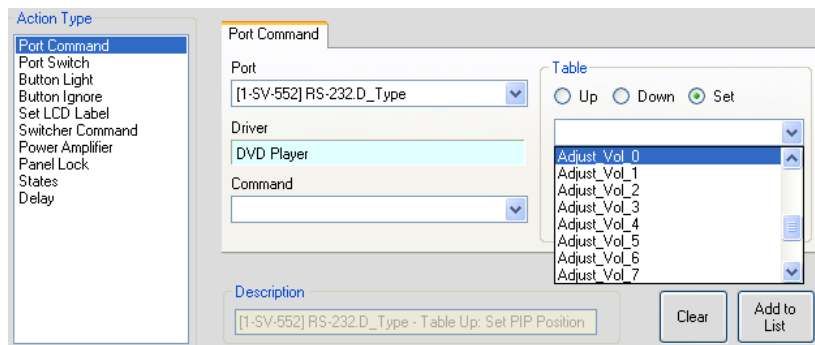 Action Type
Port Command
Port Switch
Button Light
Button Ignore
Set LCD Label
Switcher Command
Power Amplifier
Panel Lock
States
Delay
Port Command
Port
[1-SV-552] RS-232.D_Type
Driver
DVD Player
Command
Table
Up Down Set
Adjust_Vol_0
Adjust_Vol_1
Adjust_Vol_2
Adjust_Vol_3
Adjust_Vol_4
Adjust_Vol_5
Adjust_Vol_6
Adjust_Vol_7
Description
[1-SV-552] RS-232.D_Type - Table Up: Set PIP Position
Clear
Add to
List